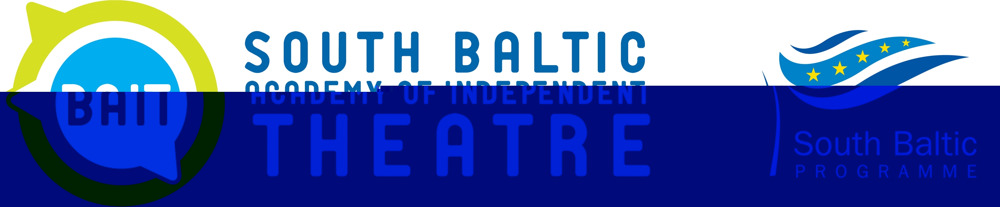 BAIT
SOUTH BALTIC
ACADEMY OF INDEPENDENT
THEATRE
South Baltic
PROGRAMME